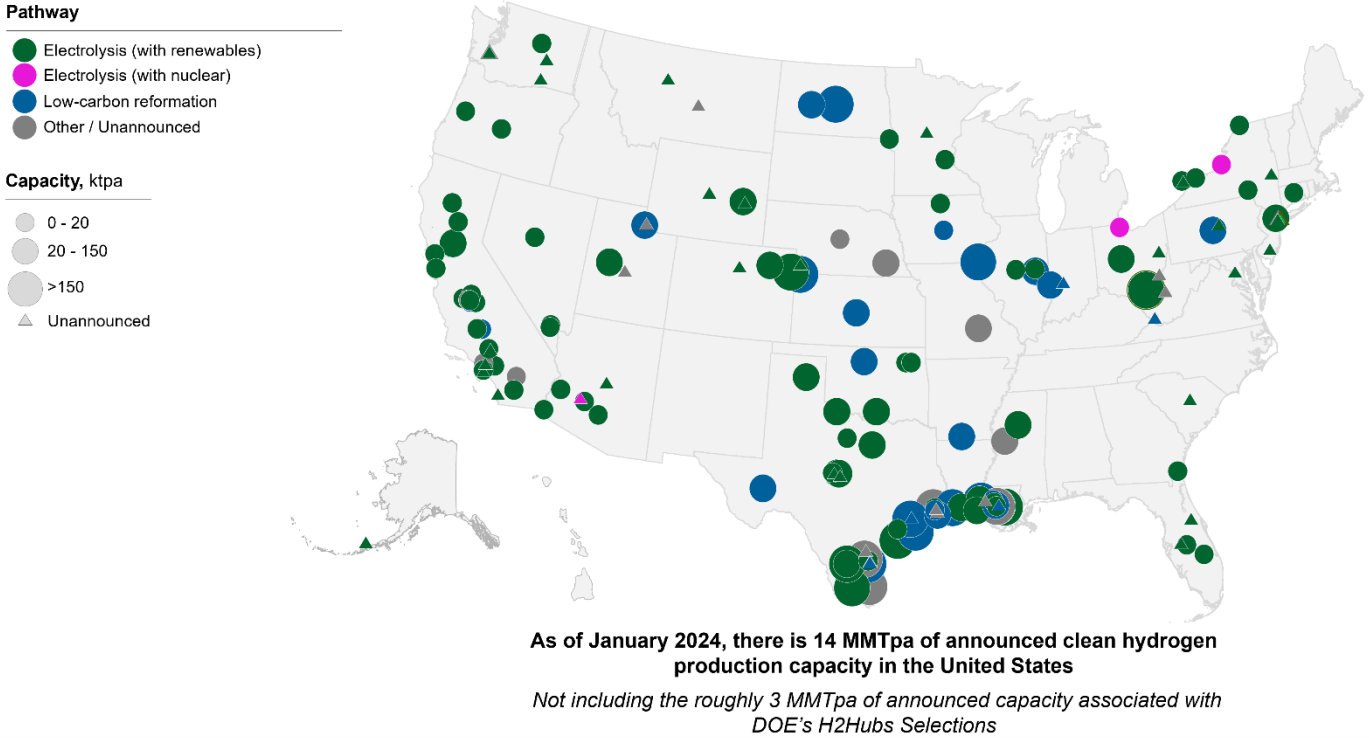 Pathway
Electrolysis (with renewables)
Electrolysis (with nuclear)
Low-carbon reformation
Other / Unannounced
Capacity, ktpa
0 - 20
20 - 150
>150
Unannounced
As of January 2024, there is 14 MMTpa of announced clean hydrogen
production capacity in the United States
Not including the roughly 3 MMTpa of announced capacity associated with
DOE’s H2Hubs Selections